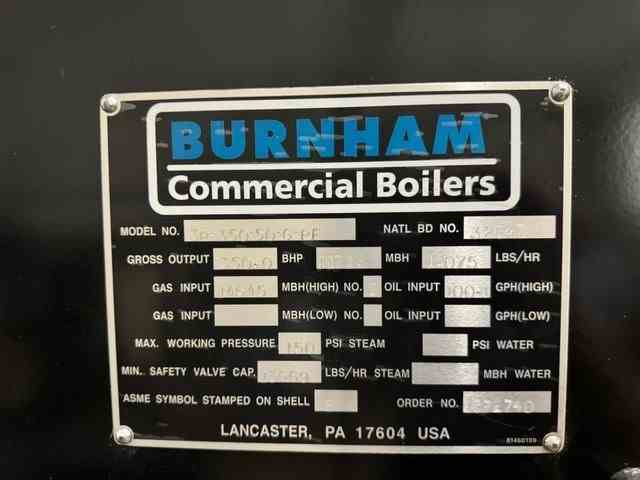 BURNHAM
Commercial Boilers
MODEL NO. NATL BD NO.
GROSS OUTPUT BHP MBH LBS/HR
GAS INPUT MBH(HIGH) NO. OIL INPUT GPH(HIGH)
GAS INPUT MBH(LOW) NO. OIL INPUT GPH(LOW)
MAX. WORKING PRESSURE 150 PSI STEAM PSI WATER
MIN. SAFETY VALVE CAP. LBS/HR STEAM MBH WATER
ASME SYMBOL STAMPED ON SHELL ORDER NO.
LANCASTER, PA 17604 USA